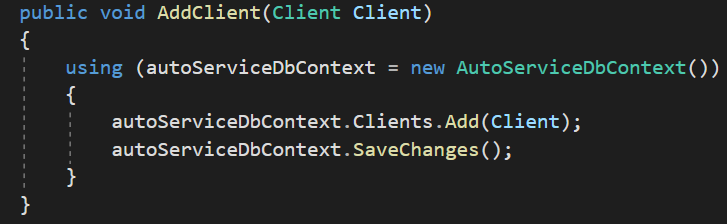 public void AddClient(Client Client)
{
using (autoServiceDbContext = new AutoServiceDbContext())
{
autoServiceDbContext.Clients.Add(Client);
autoServiceDbContext.SaveChanges();
}
}